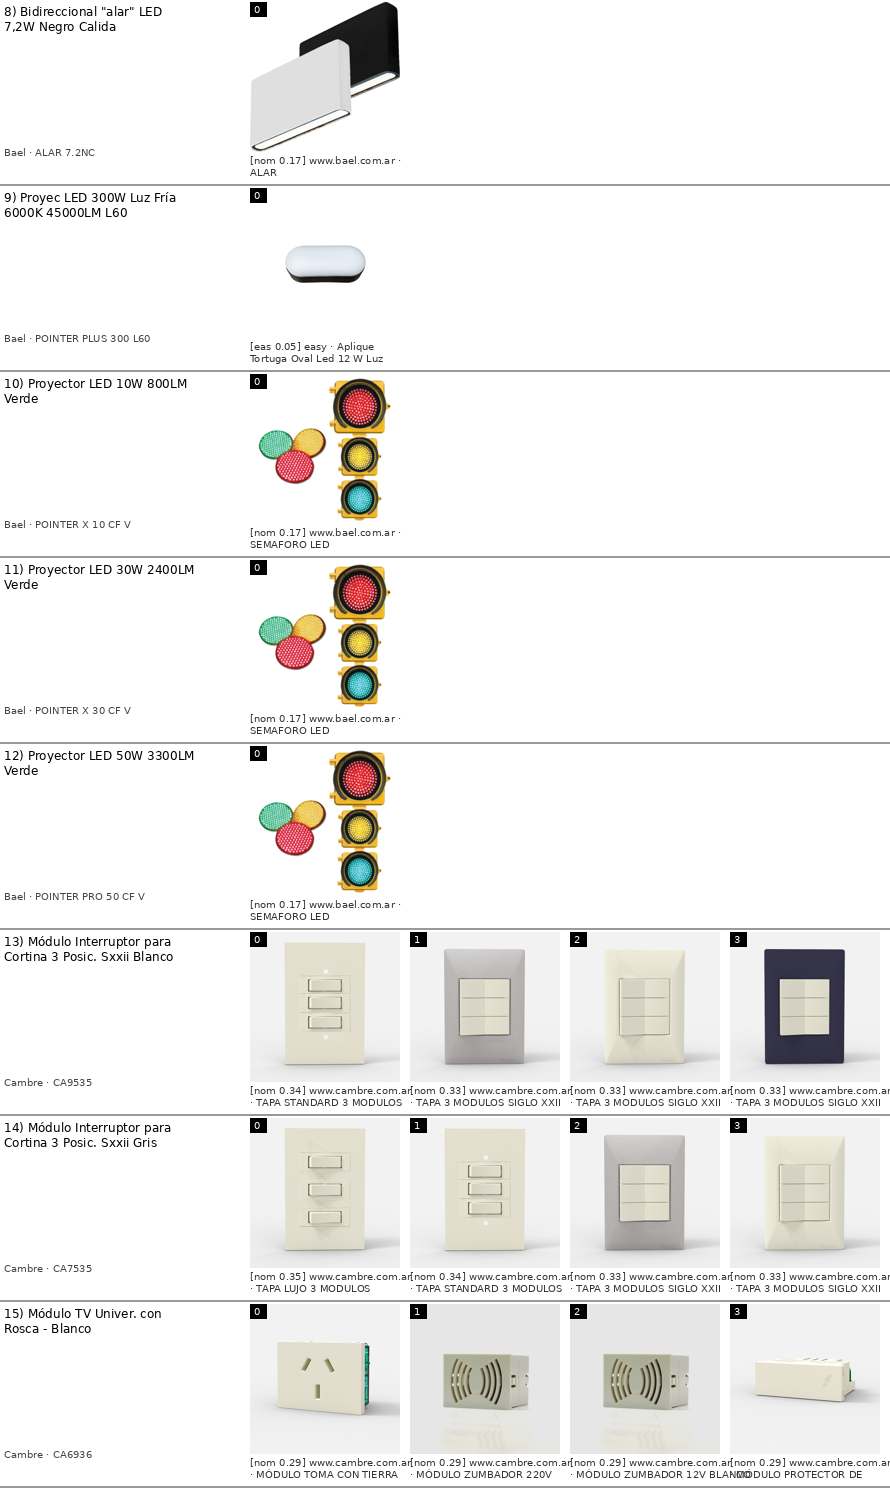 8) Bidireccional "alar" LED
7,2W Negro Calida
0
Bael · ALAR 7.2NC
[nom 0.17] www.bael.com.ar ·
ALAR
9) Proyec LED 300W Luz Fría
6000K 45000LM L60
0
Bael · POINTER PLUS 300 L60
[eas 0.05] easy · Aplique
Tortuga Oval Led 12 W Luz
10) Proyector LED 10W 800LM
Verde
0
Bael · POINTER X 10 CF V
[nom 0.17] www.bael.com.ar ·
SEMAFORO LED
11) Proyector LED 30W 2400LM
Verde
0
Bael · POINTER X 30 CF V
[nom 0.17] www.bael.com.ar ·
SEMAFORO LED
12) Proyector LED 50W 3300LM
Verde
0
Bael · POINTER PRO 50 CF V
[nom 0.17] www.bael.com.ar ·
SEMAFORO LED
13) Módulo Interruptor para
Cortina 3 Posic. Sxxii Blanco
0 1 2 3
Cambre · CA9535
[nom 0.34] www.cambre.com.ar
· TAPA STANDARD 3 MODULOS
[nom 0.33] www.cambre.com.ar
· TAPA 3 MODULOS SIGLO XXII
[nom 0.33] www.cambre.com.ar
· TAPA 3 MODULOS SIGLO XXII
[nom 0.33] www.cambre.com.ar
· TAPA 3 MODULOS SIGLO XXII
14) Módulo Interruptor para
Cortina 3 Posic. Sxxii Gris
0 1 2 3
Cambre · CA7535
[nom 0.35] www.cambre.com.ar
· TAPA LUJO 3 MODULOS
[nom 0.34] www.cambre.com.ar
· TAPA STANDARD 3 MODULOS
[nom 0.33] www.cambre.com.ar
· TAPA 3 MODULOS SIGLO XXII
[nom 0.33] www.cambre.com.ar
· TAPA 3 MODULOS SIGLO XXII
15) Módulo TV Univer. con
Rosca - Blanco
0 1 2 3
Cambre · CA6936
[nom 0.29] www.cambre.com.ar
· MÓDULO TOMA CON TIERRA
[nom 0.29] www.cambre.com.ar
· MÓDULO ZUMBADOR 220V
[nom 0.29] www.cambre.com.ar
· MÓDULO ZUMBADOR 12V BLANCO
[nom 0.29] www.cambre.com.ar
· MÓDULO PROTECTOR DE